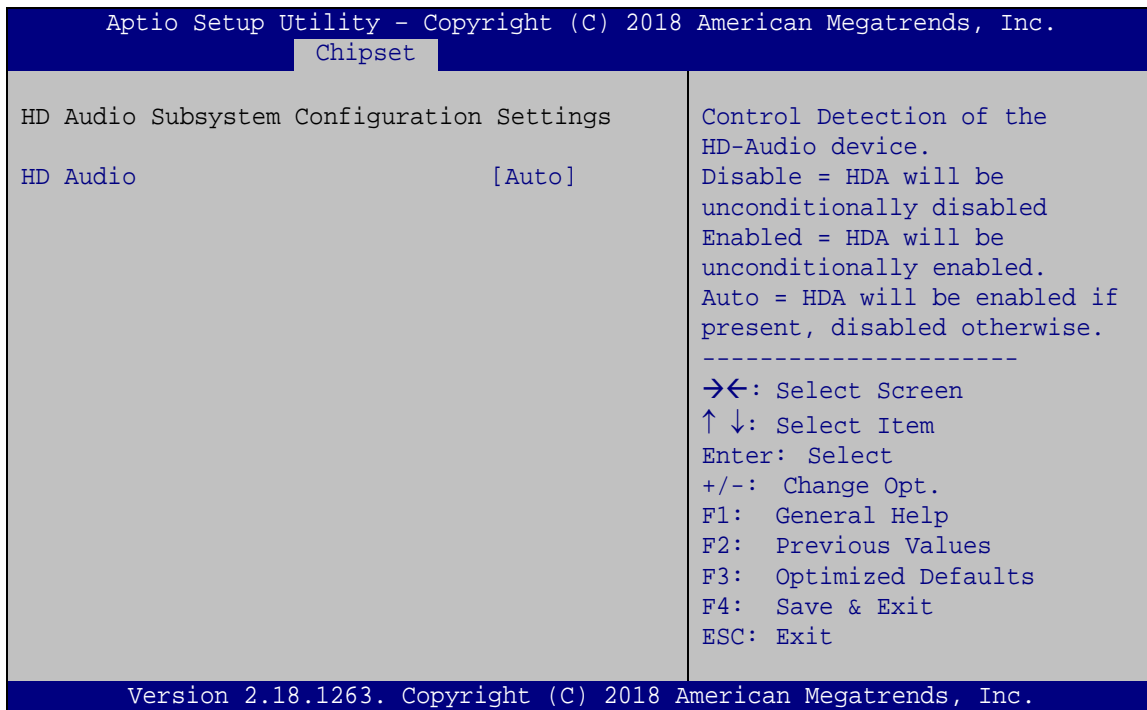 Aptio Setup Utility – Copyright (C) 2018 American Megatrends, Inc.
Chipset
HD Audio Subsystem Configuration Settings
HD Audio [Auto]
Control Detection of the
HD-Audio device.
Disable = HDA will be
unconditionally disabled
Enabled = HDA will be
unconditionally enabled.
Auto = HDA will be enabled if
present, disabled otherwise.
----------------------
→←: Select Screen
↑ ↓: Select Item
Enter: Select
+/-: Change Opt.
F1: General Help
F2: Previous Values
F3: Optimized Defaults
F4: Save & Exit
ESC: Exit
Version 2.18.1263. Copyright (C) 2018 American Megatrends, Inc.